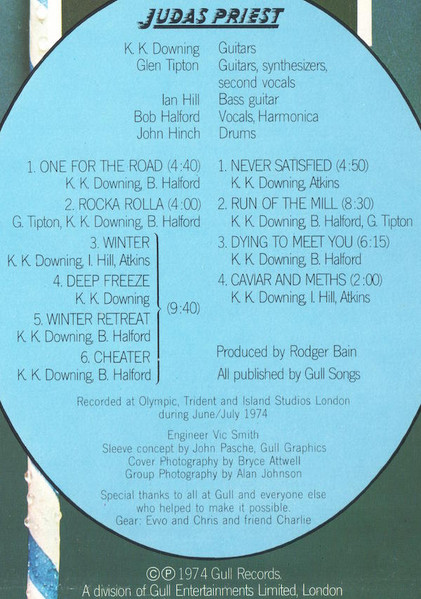 JUDAS PRIEST
K. K. Downing Guitars
Glen Tipton Guitars, synthesizers,
second vocals
Ian Hill Bass guitar
Bob Halford Vocals, Harmonica
John Hinch Drums
1. ONE FOR THE ROAD (4:40)
K. K. Downing, B. Halford
2. ROCKA ROLLA (4:00)
G. Tipton, K. K. Downing, B. Halford
3. WINTER
K. K. Downing, I. Hill, Atkins
4. DEEP FREEZE
K. K. Downing
(9:40)
5. WINTER RETREAT
K. K. Downing, B. Halford
6. CHEATER
K. K. Downing, B. Halford
1. NEVER SATISFIED (4:50)
K. K. Downing, Atkins
2. RUN OF THE MILL (8:30)
K. K. Downing, B. Halford, G. Tipton
3. DYING TO MEET YOU (6:15)
K. K. Downing, B. Halford
4. CAVIAR AND METHS (2:00)
K. K. Downing, I. Hill, Atkins
Produced by Rodger Bain
All published by Gull Songs
Recorded at Olympic, Trident and Island Studios London
during June/July 1974
Engineer Vic Smith
Sleeve concept by John Pasche, Gull Graphics
Cover Photography by Bryce Attwell
Group Photography by Alan Johnson
Special thanks to all at Gull and everyone else
who helped to make it possible.
Gear: Evvo and Chris and friend Charlie
©℗ 1974 Gull Records.
A division of Gull Entertainments Limited, London